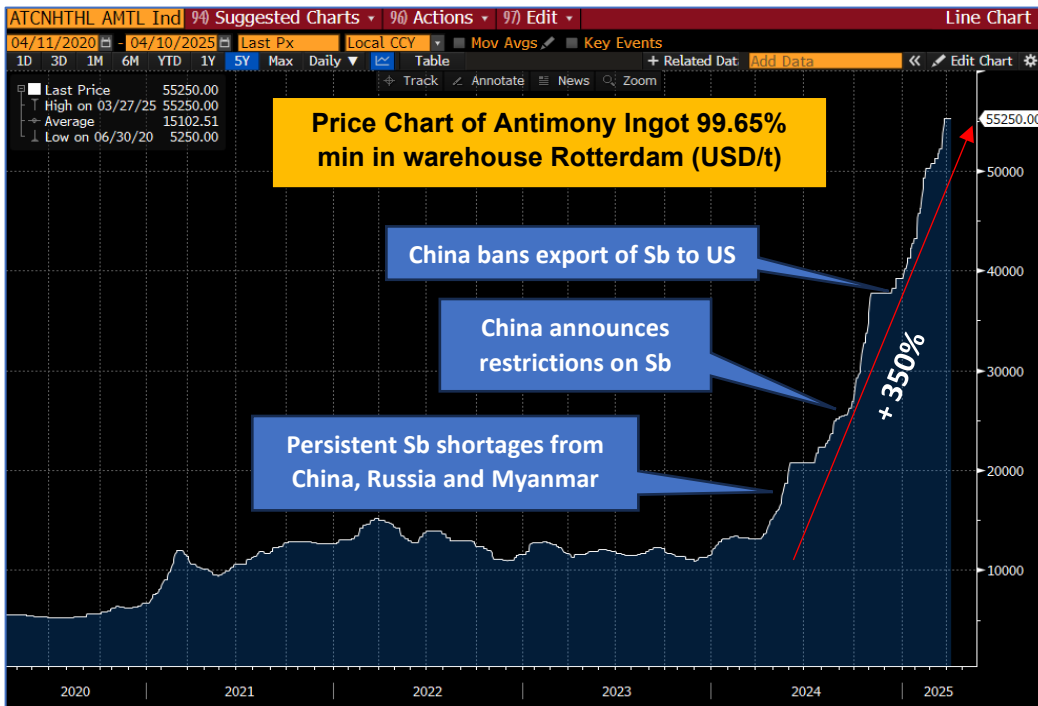 ATCNHTHL AMTL Ind 94) Suggested Charts 96) Actions 97) Edit Line Chart
04/11/2020 - 04/10/2025 Last Px Local CCY Mov Avgs Key Events
1D 3D 1M 6M YTD 1Y 5Y Max Daily ▼ Table + Related Dat Add Data « Edit Chart
Track Annotate News Zoom
Last Price 55250.00
High on 03/27/25 55250.00
Average 15102.51
Low on 06/30/20 5250.00
Price Chart of Antimony Ingot 99.65%
min in warehouse Rotterdam (USD/t)
55250.00
50000
China bans export of Sb to US
40000
China announces
restrictions on Sb
30000
+ 350%
Persistent Sb shortages from
China, Russia and Myanmar
20000
10000
2020 2021 2022 2023 2024 2025